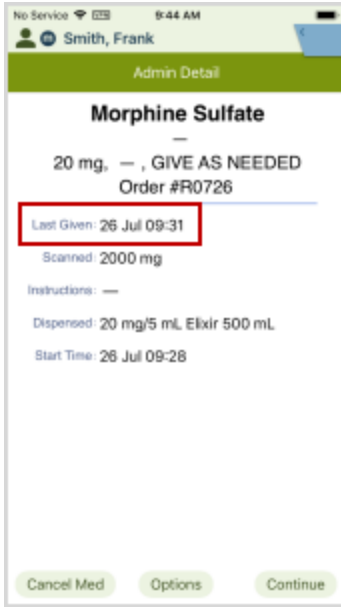 No Service 9:44 AM
Smith, Frank
Admin Detail
Morphine Sulfate
—
20 mg, — , GIVE AS NEEDED
Order #R0726
Last Given: 26 Jul 09:31
Scanned: 2000 mg
Instructions: —
Dispensed: 20 mg/5 mL Elixir 500 mL
Start Time: 26 Jul 09:28
Cancel Med Options Continue